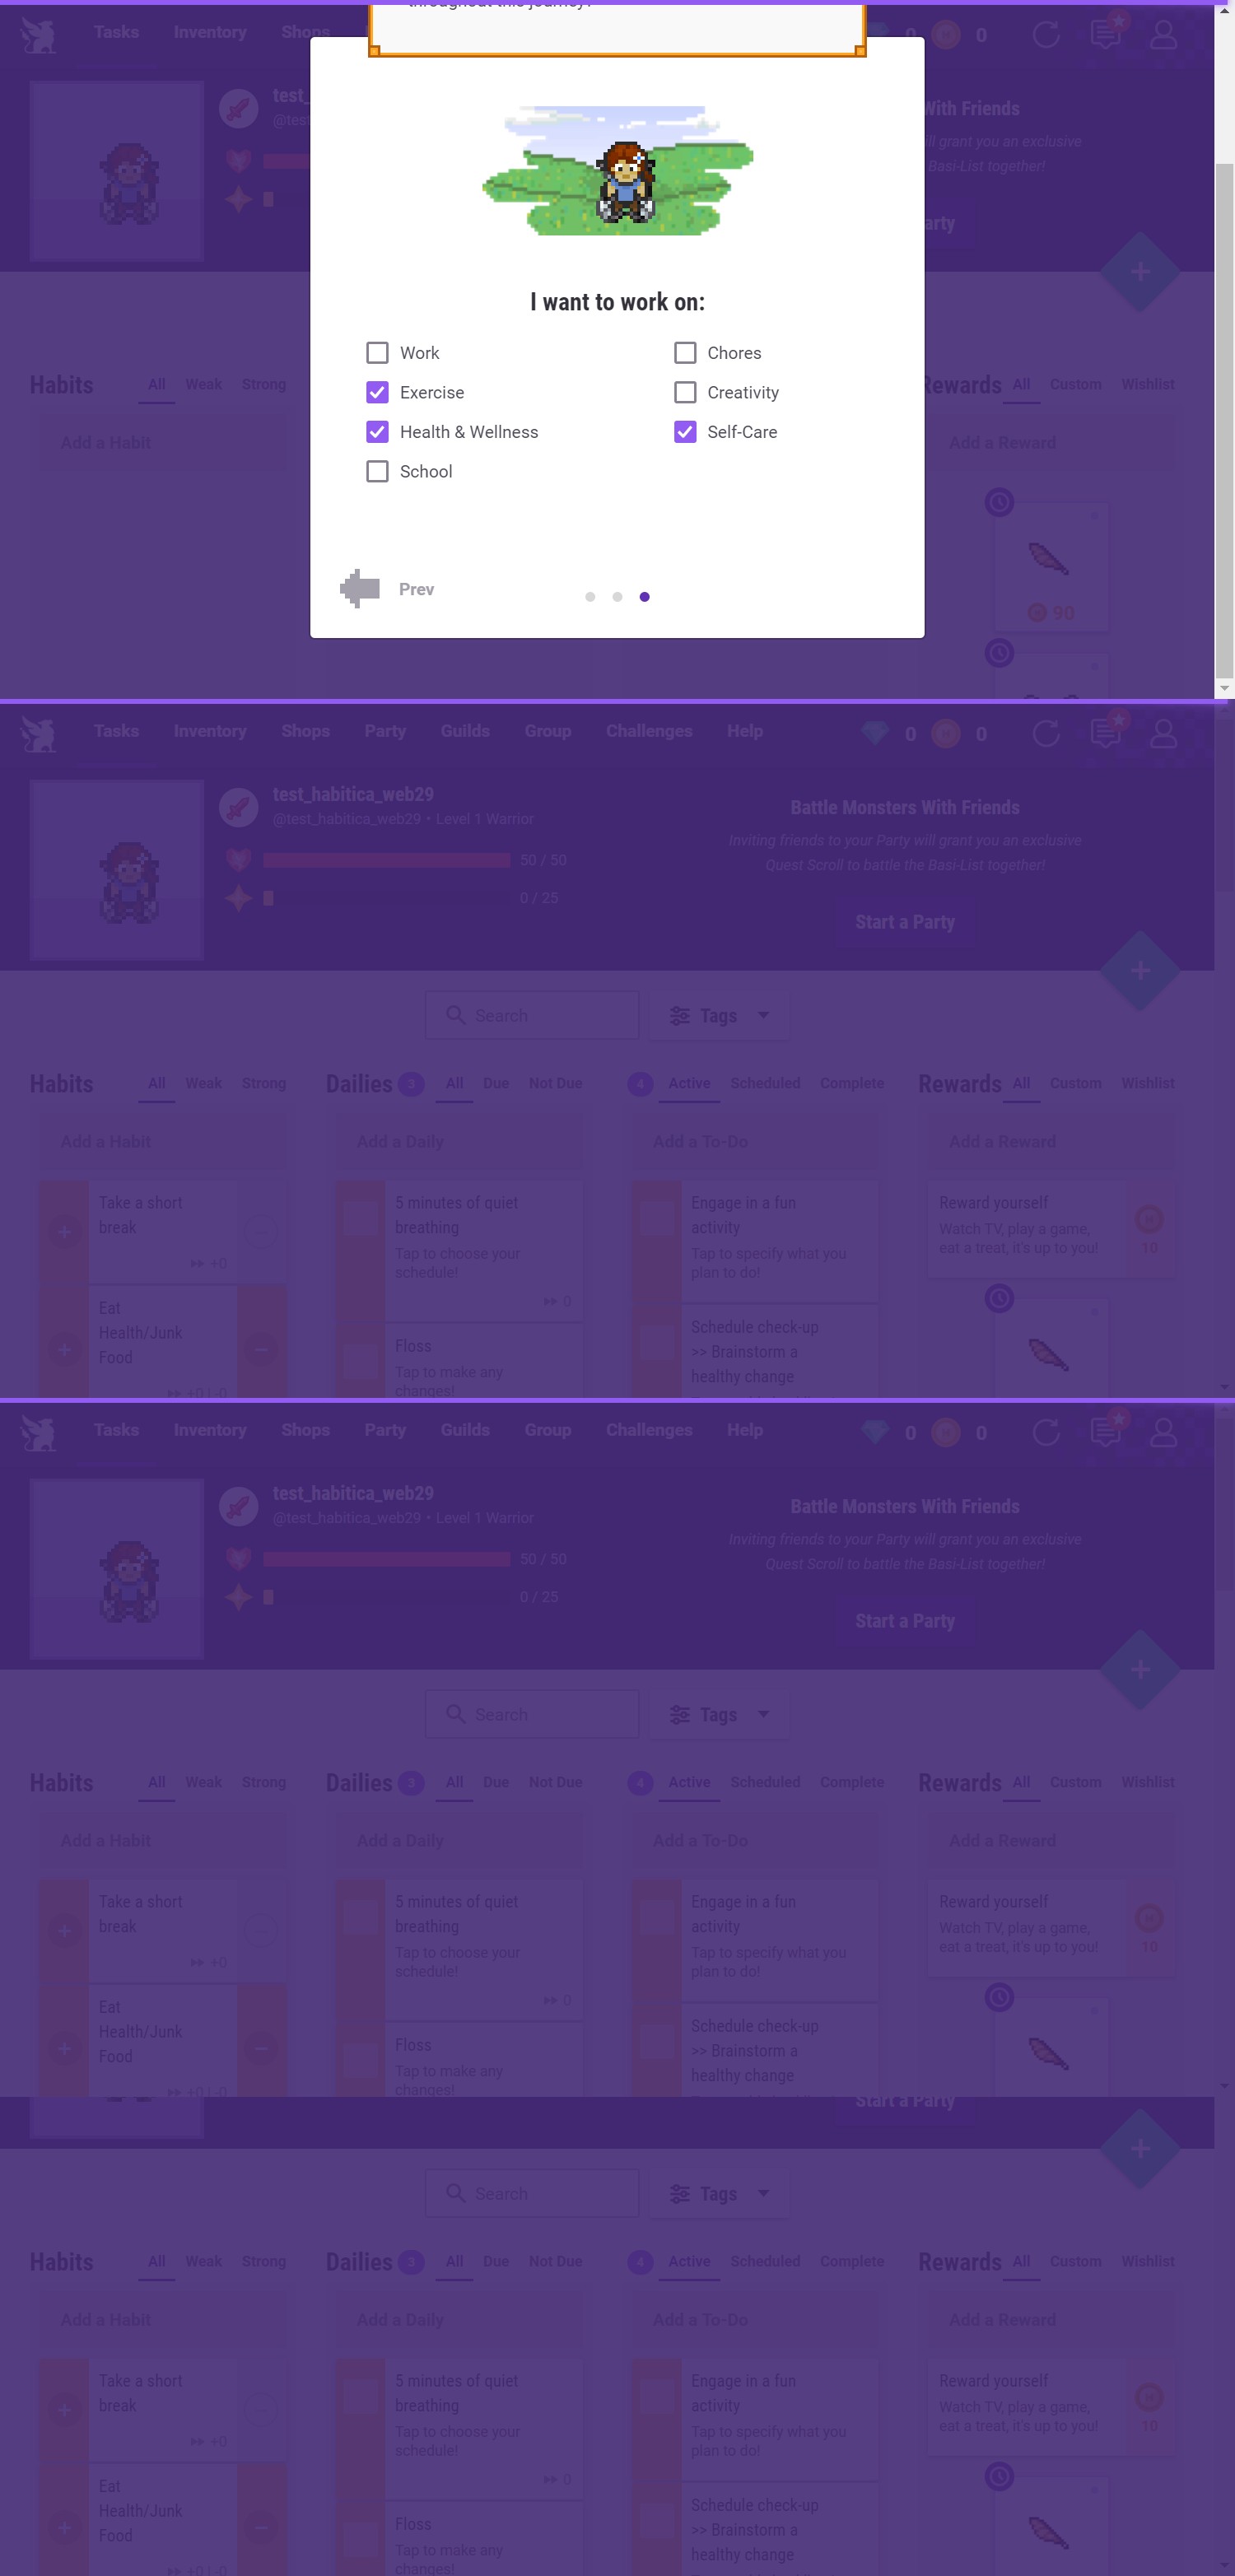 throughout this journey?
Tasks Inventory Shops 0 0
test_
@test
With Friends
will grant you an exclusive
Basi-List together!
arty
I want to work on:
Work
Chores
Exercise
Creativity
Health & Wellness
Self-Care
School
Habits All Weak Strong
Rewards All Custom Wishlist
Add a Habit
Add a Reward
90
Prev
Tasks Inventory Shops Party Guilds Group Challenges Help 0 0
test_habitica_web29
@test_habitica_web29 • Level 1 Warrior
50 / 50
0 / 25
Battle Monsters With Friends
Inviting friends to your Party will grant you an exclusive
Quest Scroll to battle the Basi-List together!
Start a Party
Search
Tags
Habits All Weak Strong
Dailies 3 All Due Not Due
4 Active Scheduled Complete
Rewards All Custom Wishlist
Add a Habit
Add a Daily
Add a To-Do
Add a Reward
Take a short
break
+0
Eat
Health/Junk
Food
+0 | -0
5 minutes of quiet
breathing
Tap to choose your
schedule!
0
Floss
Tap to make any
changes!
Engage in a fun
activity
Tap to specify what you
plan to do!
Schedule check-up
>> Brainstorm a
healthy change
Reward yourself
Watch TV, play a game,
eat a treat, it's up to you!
10
Tasks Inventory Shops Party Guilds Group Challenges Help 0 0
test_habitica_web29
@test_habitica_web29 • Level 1 Warrior
50 / 50
0 / 25
Battle Monsters With Friends
Inviting friends to your Party will grant you an exclusive
Quest Scroll to battle the Basi-List together!
Start a Party
Search
Tags
Habits All Weak Strong
Dailies 3 All Due Not Due
4 Active Scheduled Complete
Rewards All Custom Wishlist
Add a Habit
Add a Daily
Add a To-Do
Add a Reward
Take a short
break
+0
Eat
Health/Junk
Food
+0 | -0
5 minutes of quiet
breathing
Tap to choose your
schedule!
0
Floss
Tap to make any
changes!
Engage in a fun
activity
Tap to specify what you
plan to do!
Schedule check-up
>> Brainstorm a
healthy change
Reward yourself
Watch TV, play a game,
eat a treat, it's up to you!
10
Start a Party
Search
Tags
Habits All Weak Strong
Dailies 3 All Due Not Due
4 Active Scheduled Complete
Rewards All Custom Wishlist
Add a Habit
Add a Daily
Add a To-Do
Add a Reward
Take a short
break
+0
Eat
Health/Junk
Food
+0 | -0
5 minutes of quiet
breathing
Tap to choose your
schedule!
0
Floss
Tap to make any
changes!
Engage in a fun
activity
Tap to specify what you
plan to do!
Schedule check-up
>> Brainstorm a
healthy change
Reward yourself
Watch TV, play a game,
eat a treat, it's up to you!
10